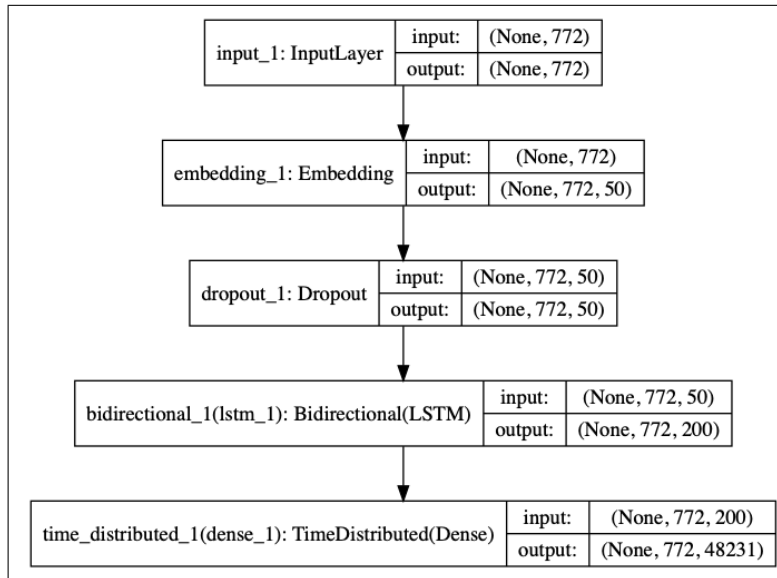 input_1: InputLayer
input: (None, 772)
output: (None, 772)
embedding_1: Embedding
input: (None, 772)
output: (None, 772, 50)
dropout_1: Dropout
input: (None, 772, 50)
output: (None, 772, 50)
bidirectional_1(lstm_1): Bidirectional(LSTM)
input: (None, 772, 50)
output: (None, 772, 200)
time_distributed_1(dense_1): TimeDistributed(Dense)
input: (None, 772, 200)
output: (None, 772, 48231)